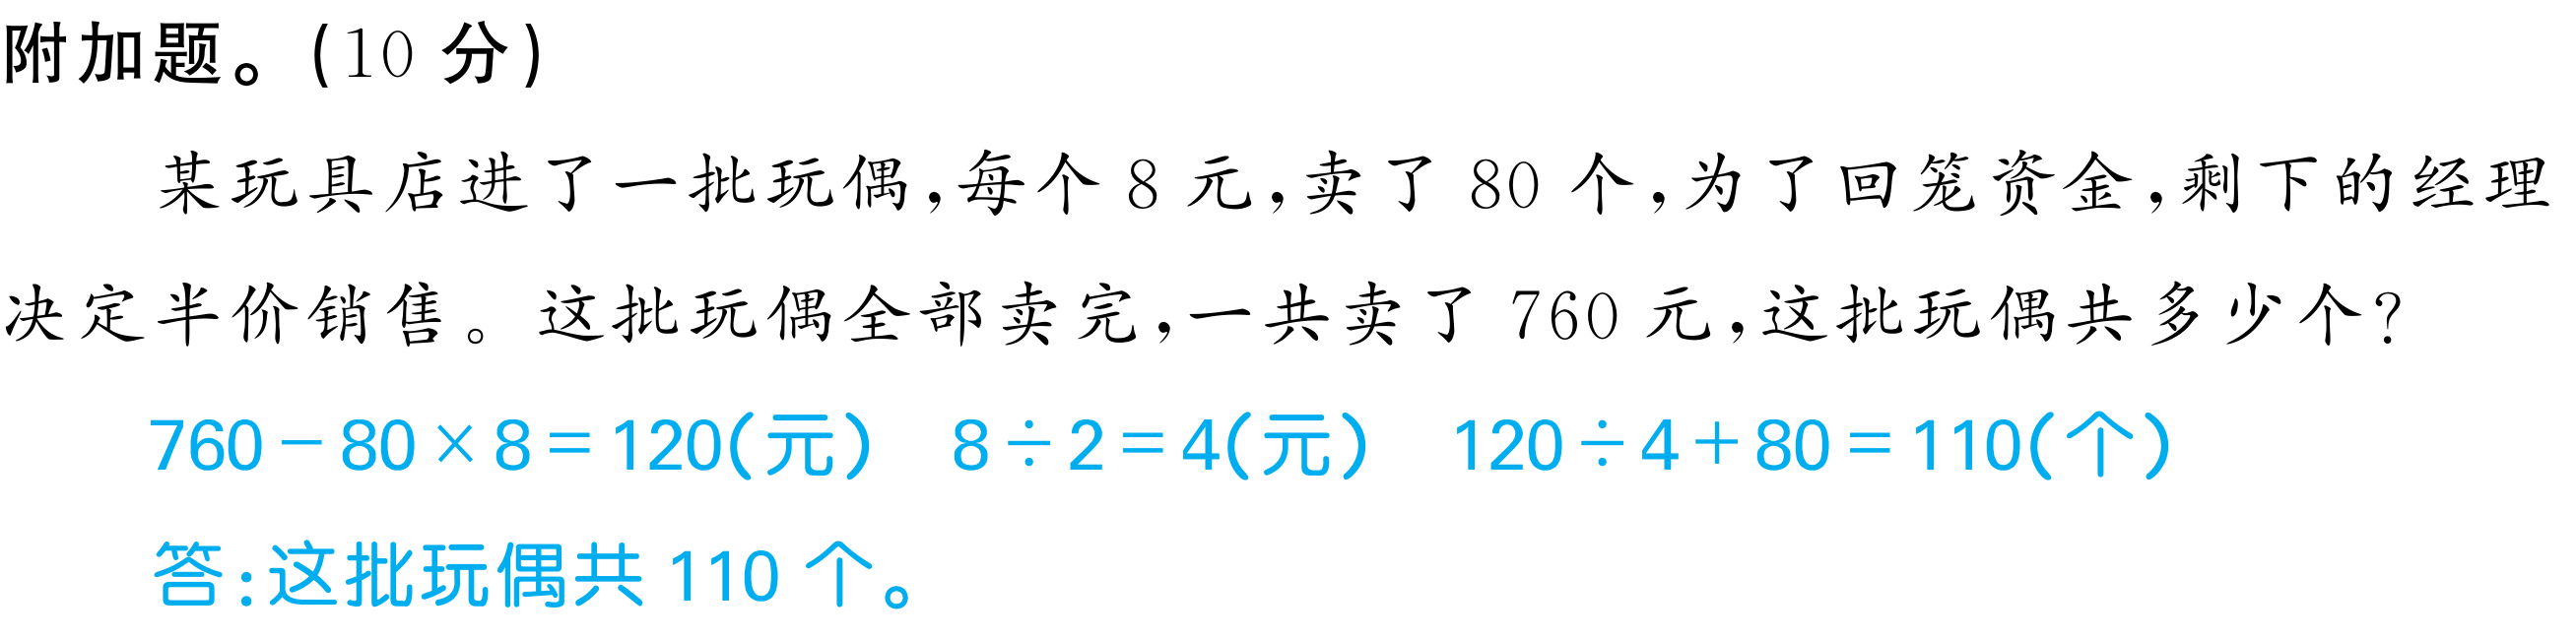 附加题。(10 分)
某玩具店进了一批玩偶,每个 8 元,卖了 80 个,为了回笼资金,剩下的经理
决定半价销售。这批玩偶全部卖完,一共卖了 760 元,这批玩偶共多少个?
760-80×8=120(元)  8÷2=4(元)  120÷4+80=110(个)
答:这批玩偶共 110 个。